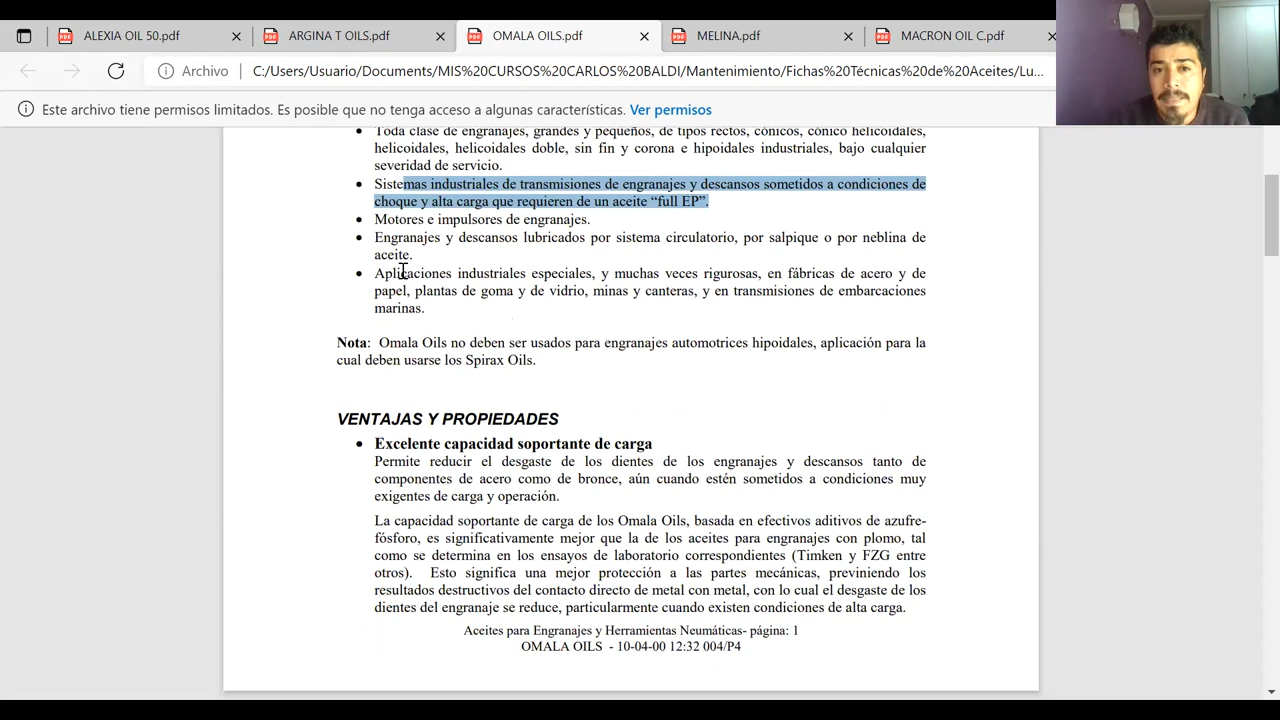 ALEXIA OIL 50.pdf
ARGINA T OILS.pdf
OMALA OILS.pdf
MELINA.pdf
MACRON OIL C.pdf
Archivo
C:/Users/Usuario/Documents/MIS%20CURSOS%20CARLOS%20BALDI/Mantenimiento/Fichas%20Técnicas%20de%20Aceites/Lu...
Este archivo tiene permisos limitados. Es posible que no tenga acceso a algunas características. Ver permisos
• Toda clase de engranajes, grandes y pequeños, de tipos rectos, cónicos, cónico helicoidales,
helicoidales, helicoidales doble, sin fin y corona e hipoidales industriales, bajo cualquier
severidad de servicio.
• Sistemas industriales de transmisiones de engranajes y descansos sometidos a condiciones de
choque y alta carga que requieren de un aceite “full EP”.
• Motores e impulsores de engranajes.
• Engranajes y descansos lubricados por sistema circulatorio, por salpique o por neblina de
aceite.
• Aplicaciones industriales especiales, y muchas veces rigurosas, en fábricas de acero y de
papel, plantas de goma y de vidrio, minas y canteras, y en transmisiones de embarcaciones
marinas.
Nota: Omala Oils no deben ser usados para engranajes automotrices hipoidales, aplicación para la
cual deben usarse los Spirax Oils.
VENTAJAS Y PROPIEDADES
• Excelente capacidad soportante de carga
Permite reducir el desgaste de los dientes de los engranajes y descansos tanto de
componentes de acero como de bronce, aún cuando estén sometidos a condiciones muy
exigentes de carga y operación.
La capacidad soportante de carga de los Omala Oils, basada en efectivos aditivos de azufre-
fósforo, es significativamente mejor que la de los aceites para engranajes con plomo, tal
como se determina en los ensayos de laboratorio correspondientes (Timken y FZG entre
otros). Esto significa una mejor protección a las partes mecánicas, previniendo los
resultados destructivos del contacto directo de metal con metal, con lo cual el desgaste de los
dientes del engranaje se reduce, particularmente cuando existen condiciones de alta carga.
Aceites para Engranajes y Herramientas Neumáticas- página: 1
OMALA OILS - 10-04-00 12:32 004/P4